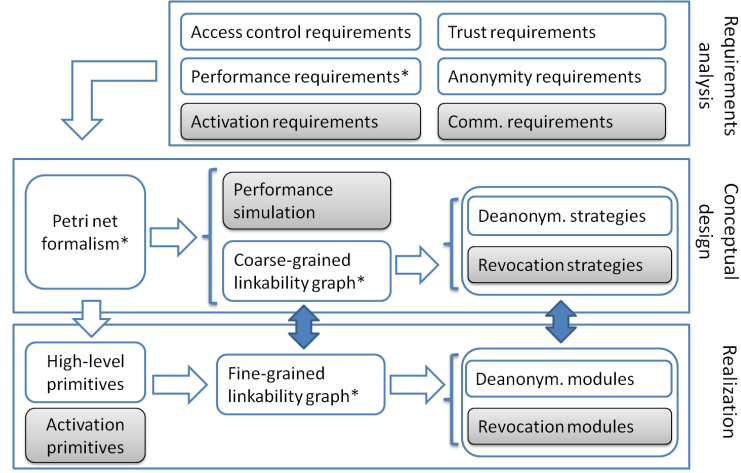 Access control requirements
Trust requirements
Performance requirements*
Anonymity requirements
Activation requirements
Comm. requirements
Requirements
analysis
Petri net
formalism*
Performance
simulation
Coarse-grained
linkability graph*
Deanonym. strategies
Revocation strategies
Conceptual
design
High-level
primitives
Activation
primitives
Fine-grained
linkability graph*
Deanonym. modules
Revocation modules
Realization